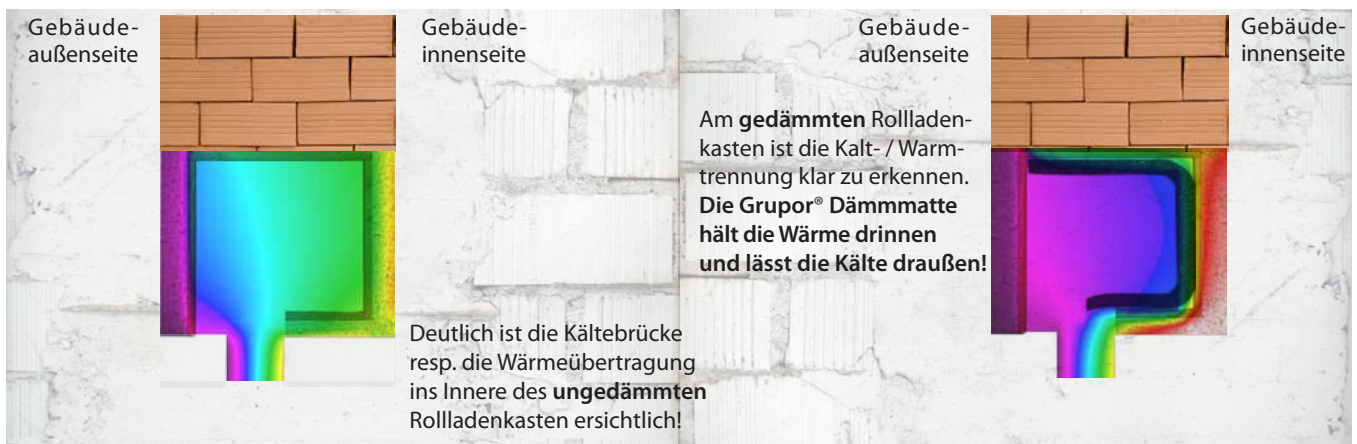 Gebäude-
außenseite
Gebäude-
innenseite
Deutlich ist die Kältebrücke
resp. die Wärmeübertragung
ins Innere des ungedämmten
Rollladenkasten ersichtlich!
Gebäude-
außenseite
Gebäude-
innenseite
Am gedämmten Rollladen-
kasten ist die Kalt- / Warm-
trennung klar zu erkennen.
Die Grupor® Dämmmatte
hält die Wärme drinnen
und lässt die Kälte draußen!